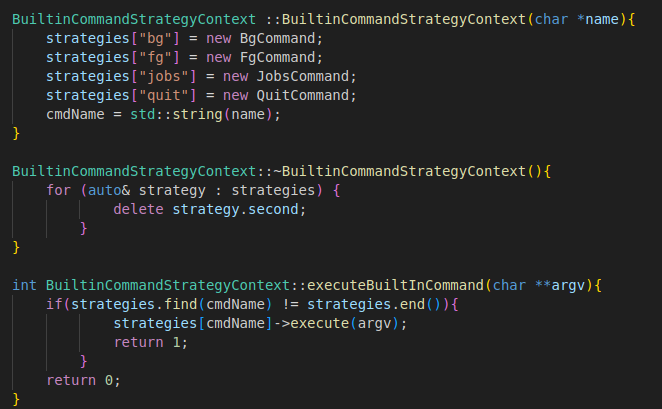 BuiltinCommandStrategyContext ::BuiltinCommandStrategyContext(char *name){
    strategies["bg"] = new BgCommand;
    strategies["fg"] = new FgCommand;
    strategies["jobs"] = new JobsCommand;
    strategies["quit"] = new QuitCommand;
    cmdName = std::string(name);
}

BuiltinCommandStrategyContext::~BuiltinCommandStrategyContext(){
    for (auto& strategy : strategies) {
            delete strategy.second;
        }
}

int BuiltinCommandStrategyContext::executeBuiltInCommand(char **argv){
    if(strategies.find(cmdName) != strategies.end()){
            strategies[cmdName]->execute(argv);
            return 1;
        }
    return 0;
}